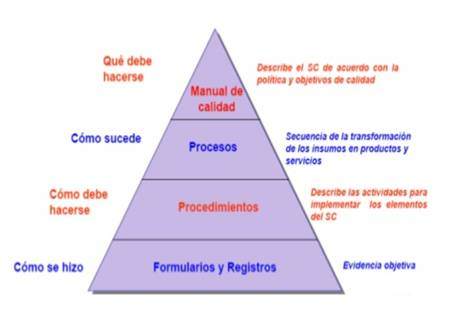 Qué debe
hacerse
Manual de
calidad
Describe el SC de acuerdo con la
política y objetivos de calidad
Cómo sucede
Procesos
Secuencia de la transformación
de los insumos en productos y
servicios
Cómo debe
hacerse
Procedimientos
Describe las actividades para
implementar los elementos
del SC
Cómo se hizo
Formularios y Registros
Evidencia objetiva